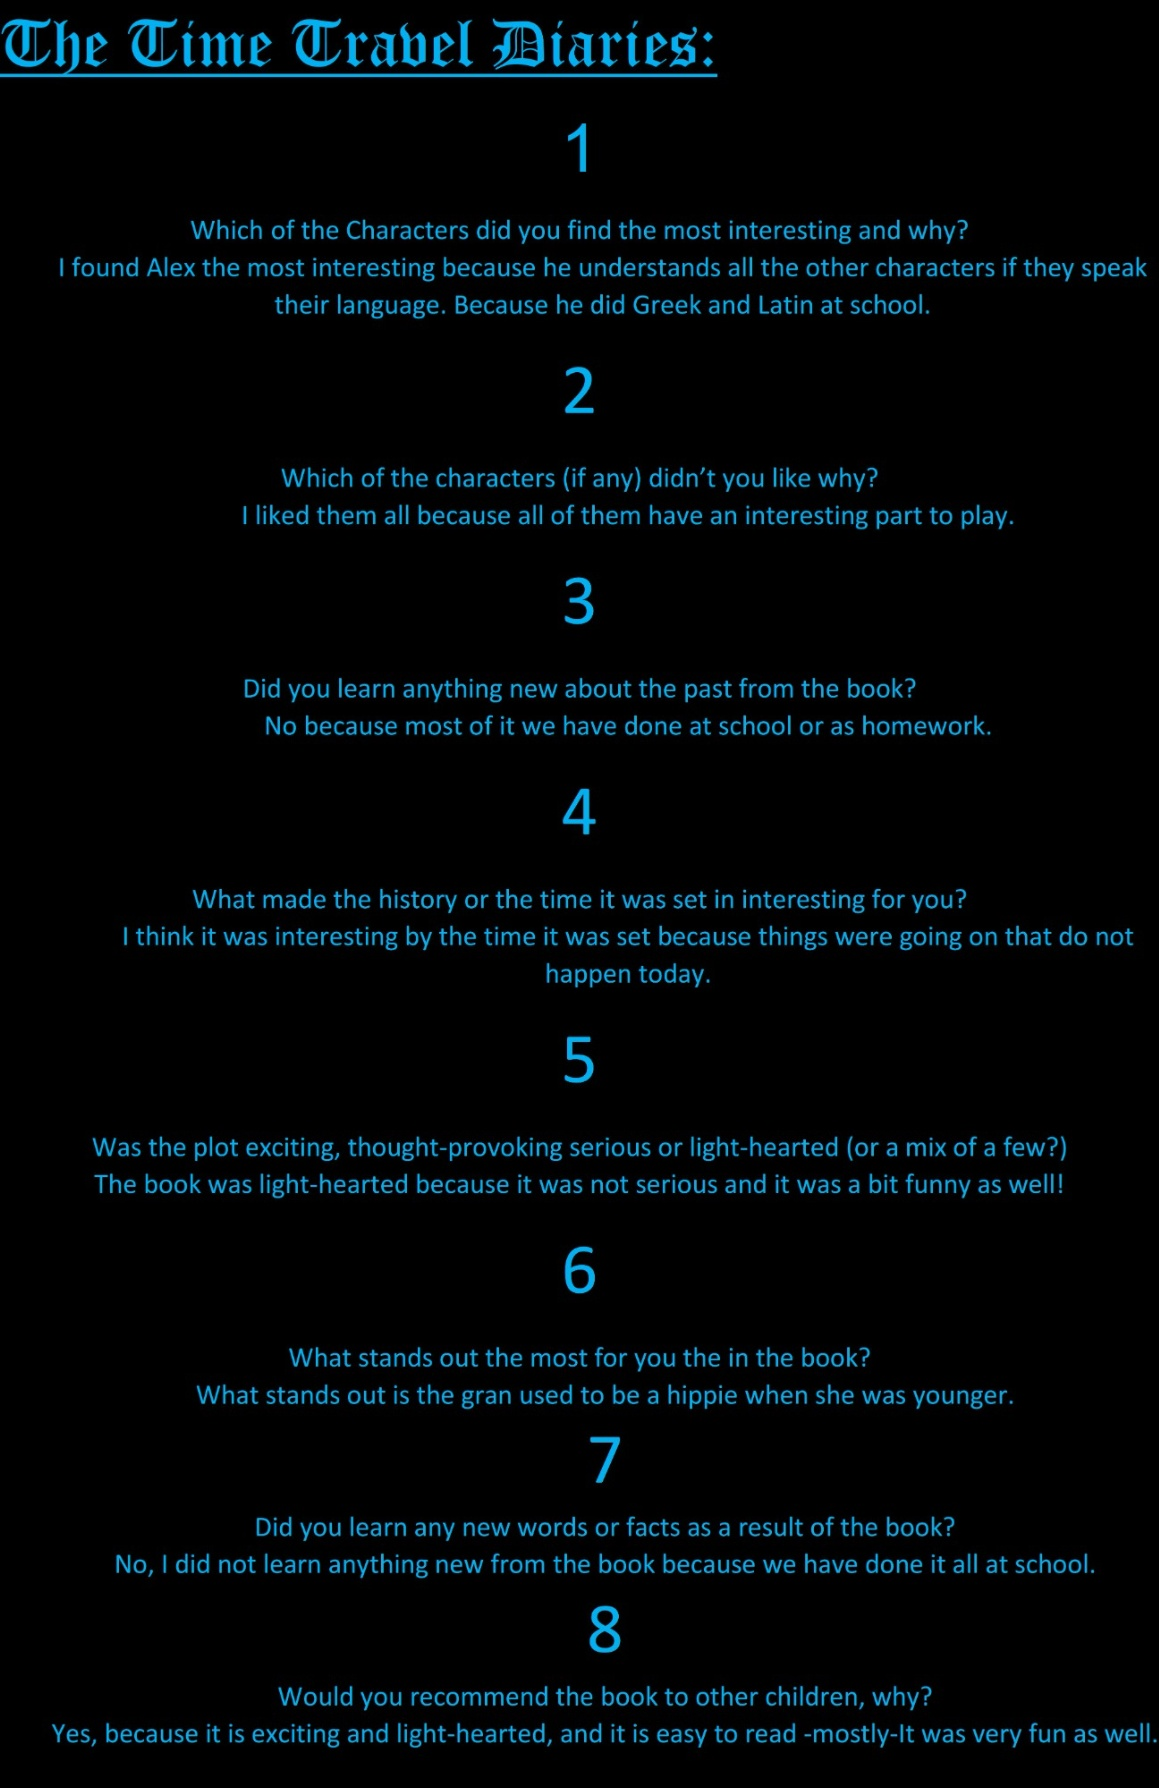 The Time Travel Diaries:
1
Which of the Characters did you find the most interesting and why?
I found Alex the most interesting because he understands all the other characters if they speak
their language. Because he did Greek and Latin at school.
2
Which of the characters (if any) didn’t you like why?
I liked them all because all of them have an interesting part to play.
3
Did you learn anything new about the past from the book?
No because most of it we have done at school or as homework.
4
What made the history or the time it was set in interesting for you?
I think it was interesting by the time it was set because things were going on that do not
happen today.
5
Was the plot exciting, thought-provoking serious or light-hearted (or a mix of a few?)
The book was light-hearted because it was not serious and it was a bit funny as well!
6
What stands out the most for you the in the book?
What stands out is the gran used to be a hippie when she was younger.
7
Did you learn any new words or facts as a result of the book?
No, I did not learn anything new from the book because we have done it all at school.
8
Would you recommend the book to other children, why?
Yes, because it is exciting and light-hearted, and it is easy to read -mostly-It was very fun as well.